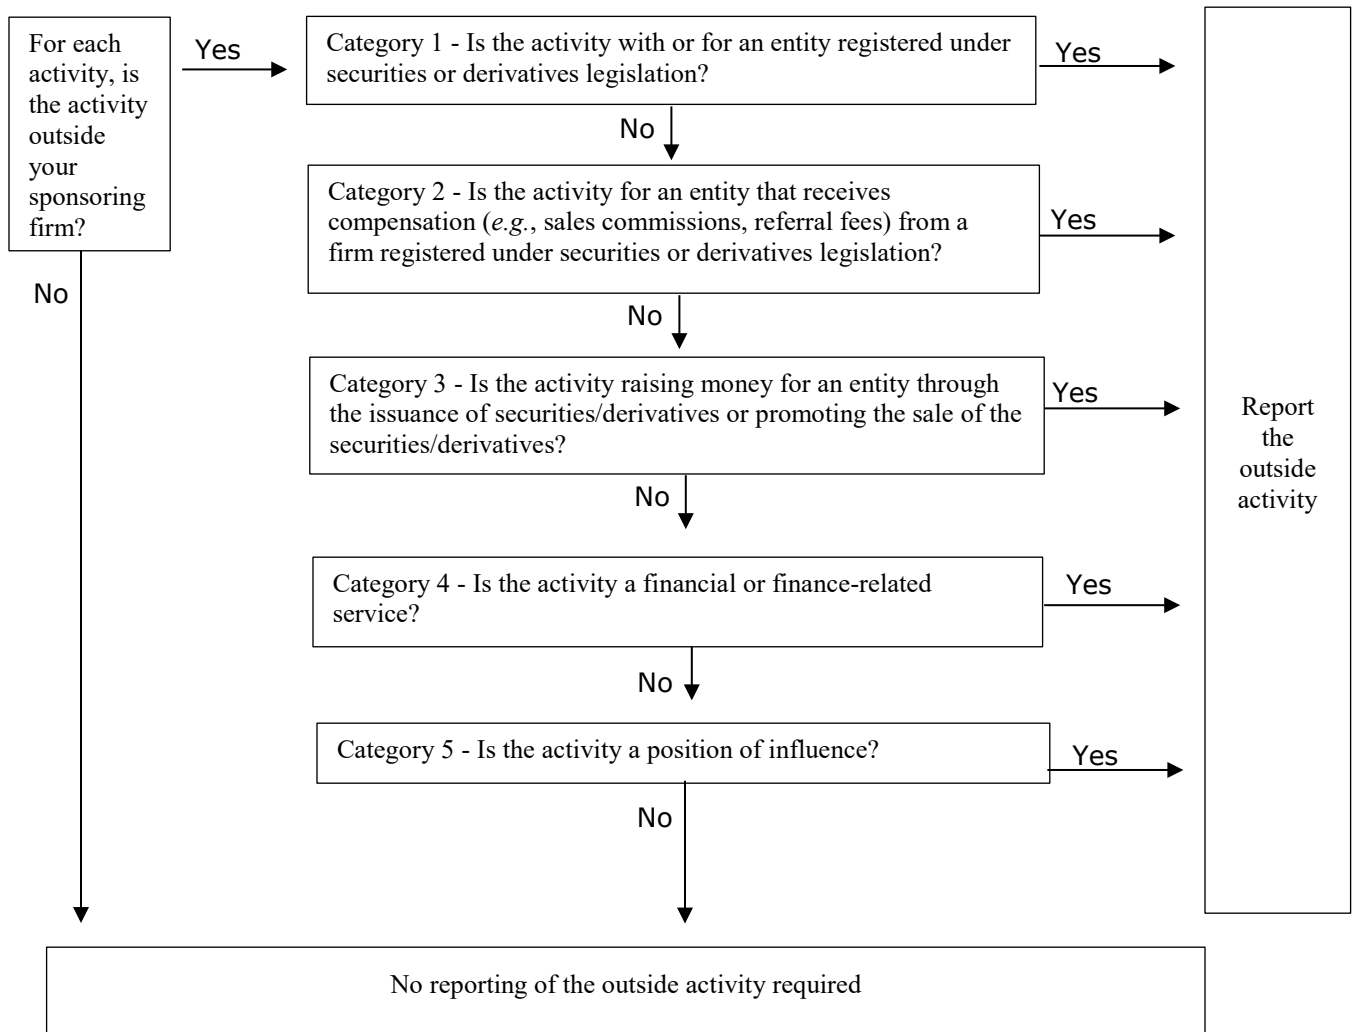 For each
activity, is
the activity
outside
your
sponsoring
firm?
Yes
Category 1 - Is the activity with or for an entity registered under
securities or derivatives legislation?
Yes
No
Category 2 - Is the activity for an entity that receives
compensation (e.g., sales commissions, referral fees) from a
firm registered under securities or derivatives legislation?
Yes
No
No
Category 3 - Is the activity raising money for an entity through
the issuance of securities/derivatives or promoting the sale of the
securities/derivatives?
Yes
Report
the
outside
activity
No
Category 4 - Is the activity a financial or finance-related
service?
Yes
No
Category 5 - Is the activity a position of influence?
Yes
No
No reporting of the outside activity required